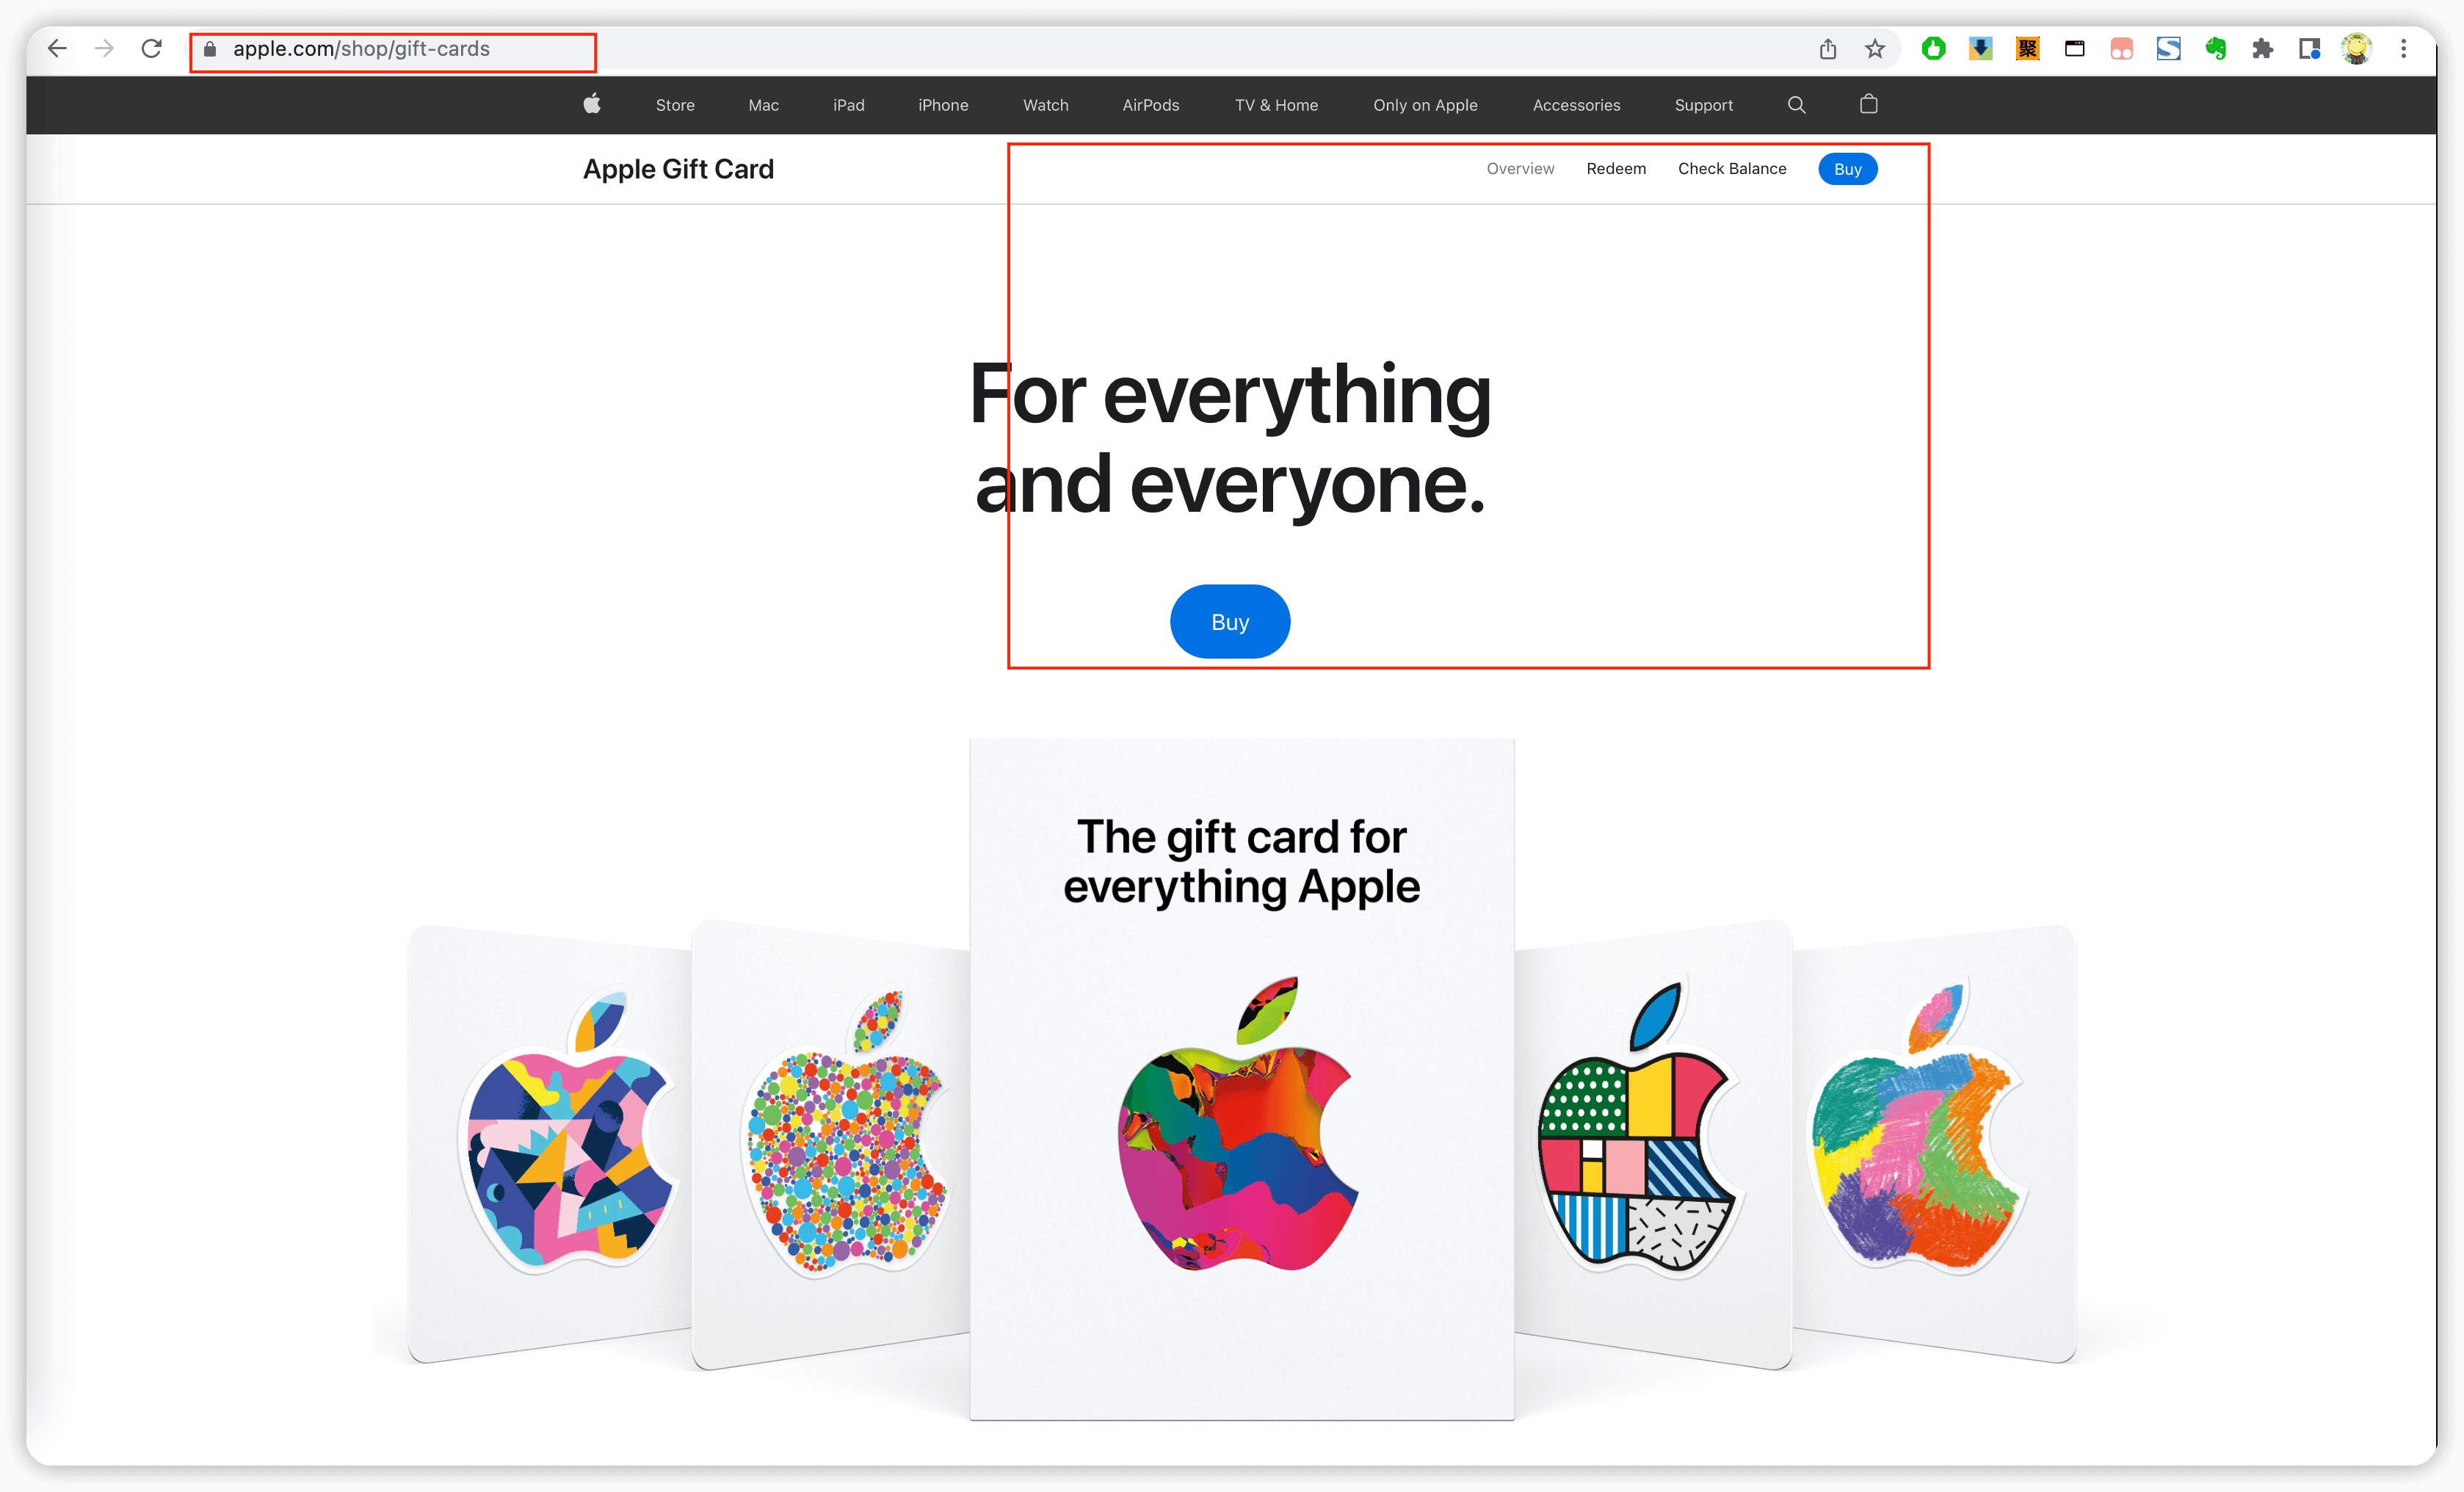 apple.com/shop/gift-cards
聚
Store Mac iPad iPhone Watch AirPods TV & Home Only on Apple Accessories Support
Apple Gift Card Overview Redeem Check Balance Buy
For everything
and everyone.
Buy
The gift card for
everything Apple